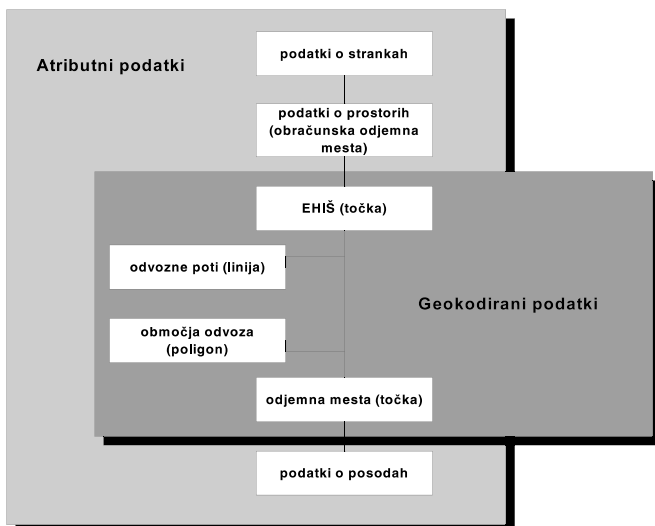 podatki o strankah
Atributni podatki
podatki o prostorih
(obračunska odjemna
mesta)
EHIŠ (točka)
odvozne poti (linija)
Geokodirani podatki
območja odvoza
(poligon)
odjemna mesta (točka)
podatki o posodah